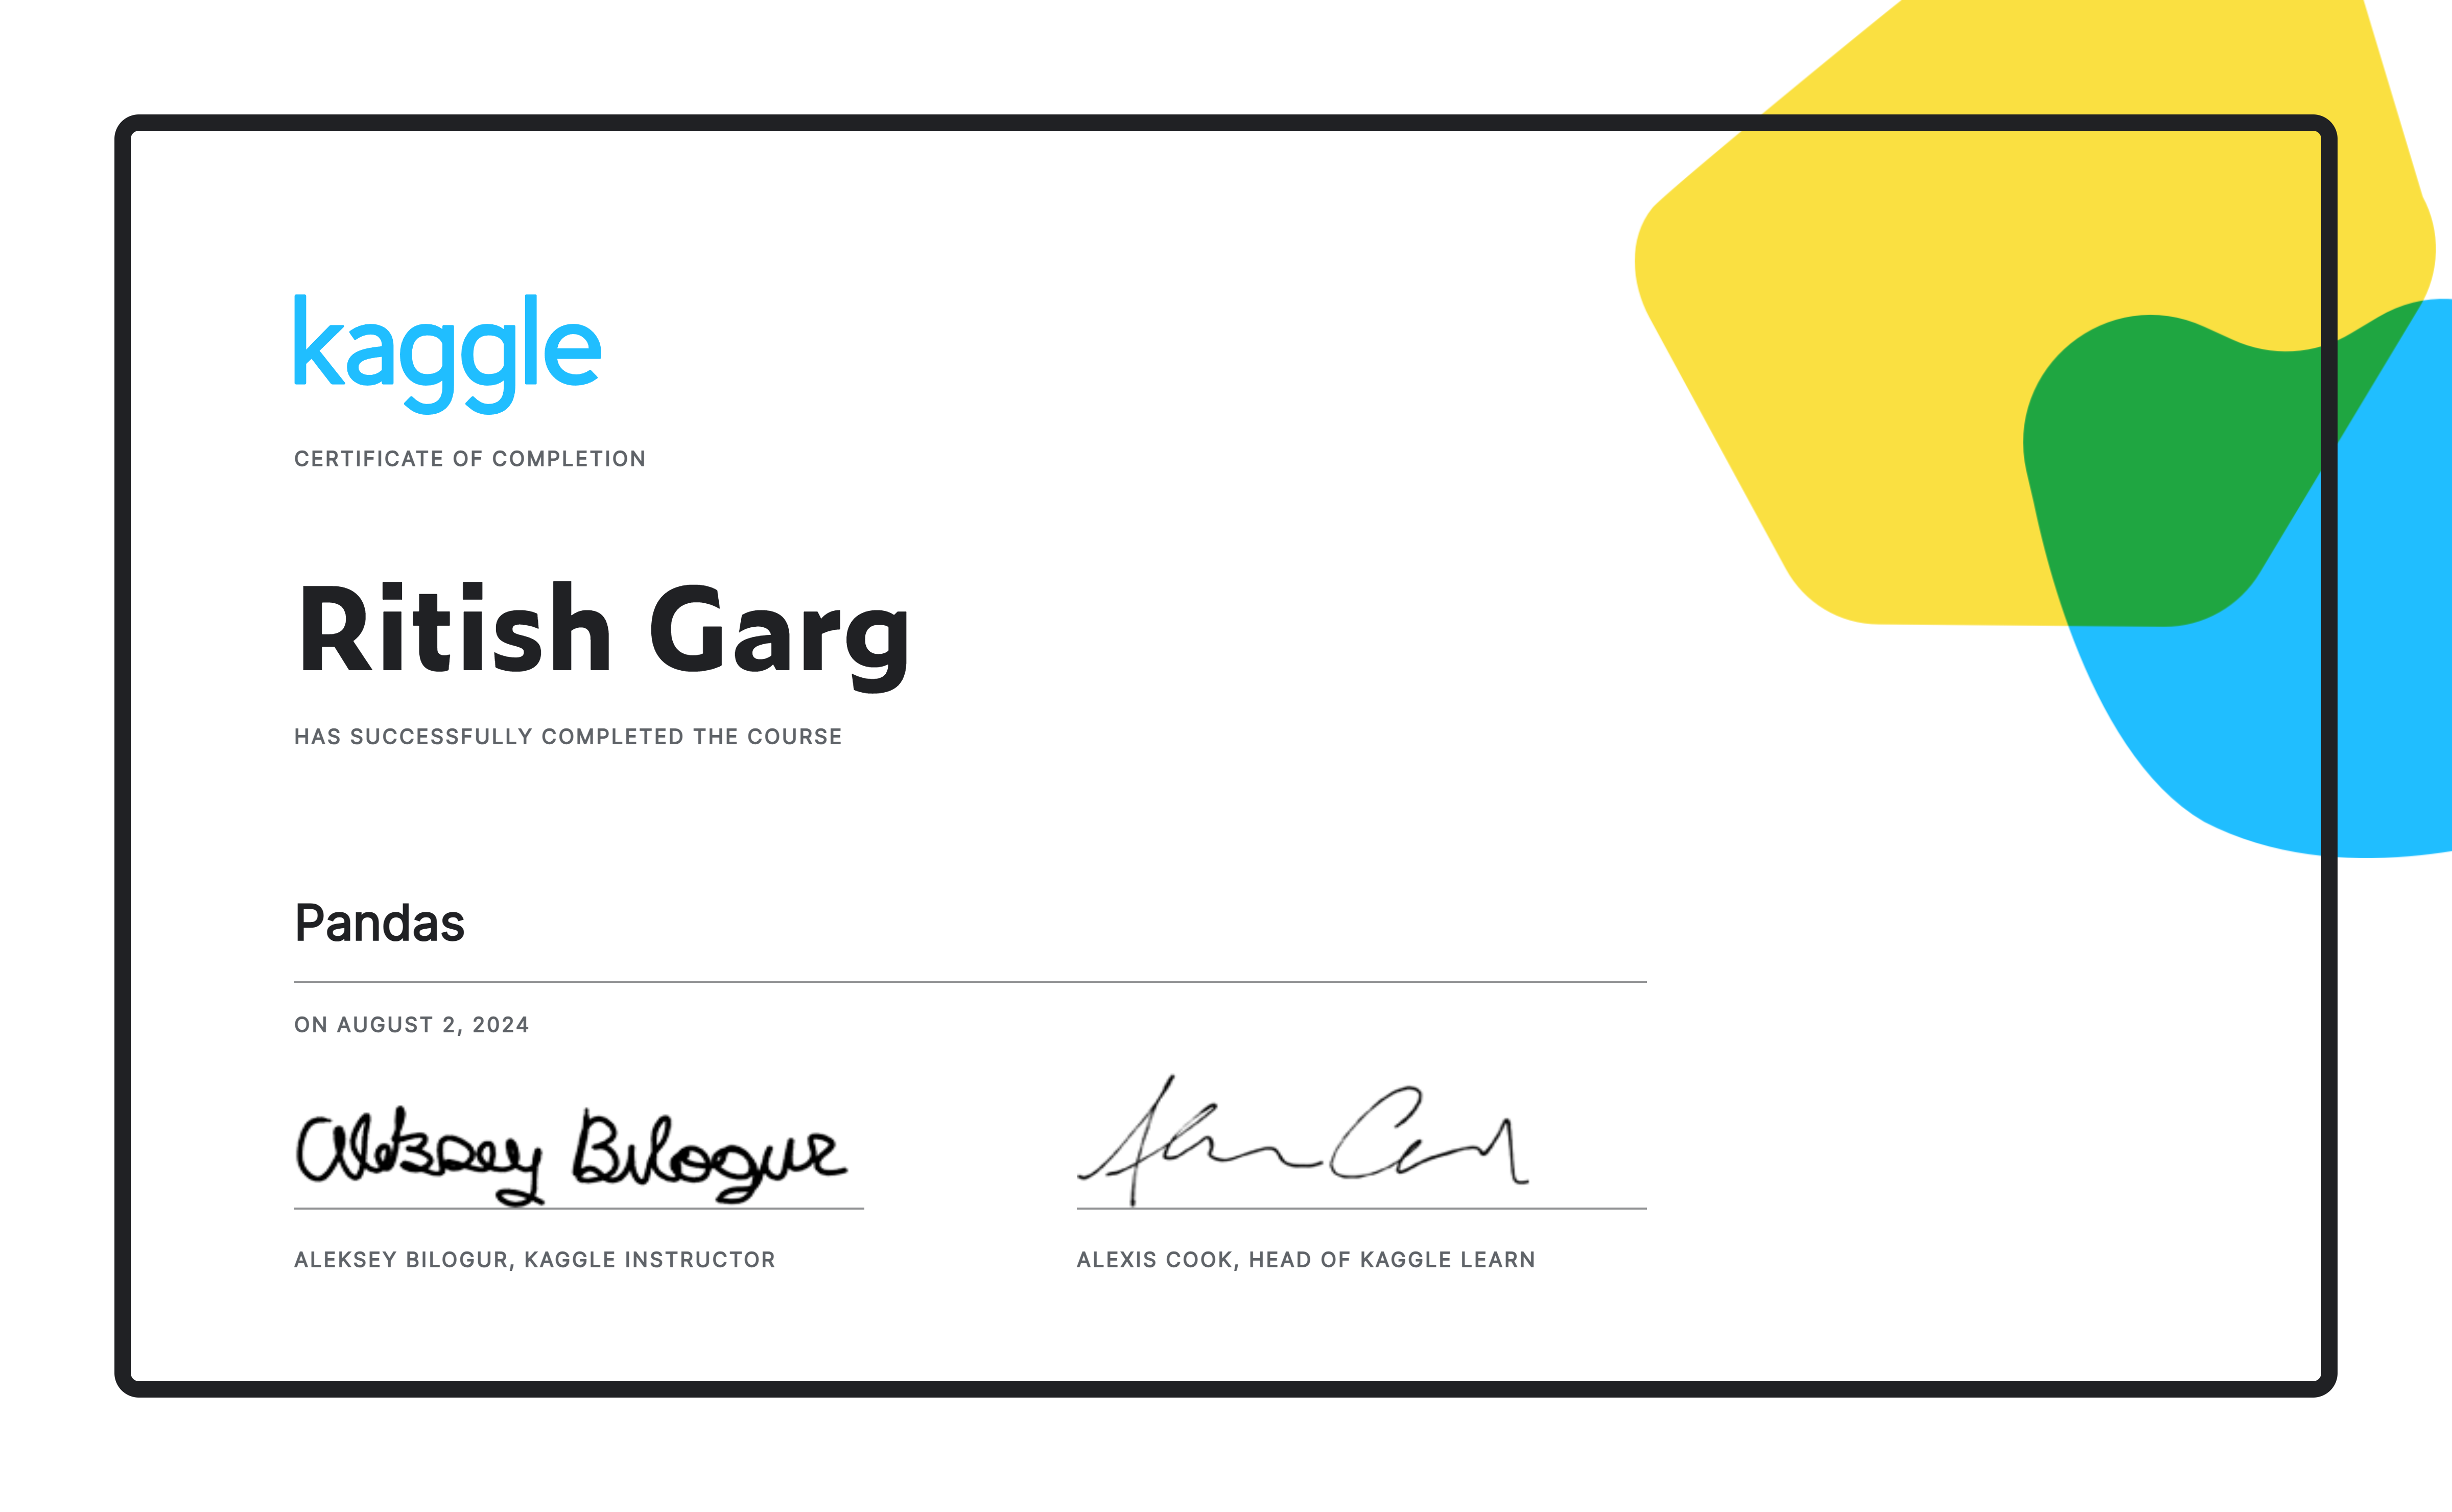 kaggle
CERTIFICATE OF COMPLETION
Ritish Garg
HAS SUCCESSFULLY COMPLETED THE COURSE
Pandas
ON AUGUST 2, 2024
Aleksey Bilogur
ALEKSEY BILOGUR, KAGGLE INSTRUCTOR
ALEXIS COOK, HEAD OF KAGGLE LEARN